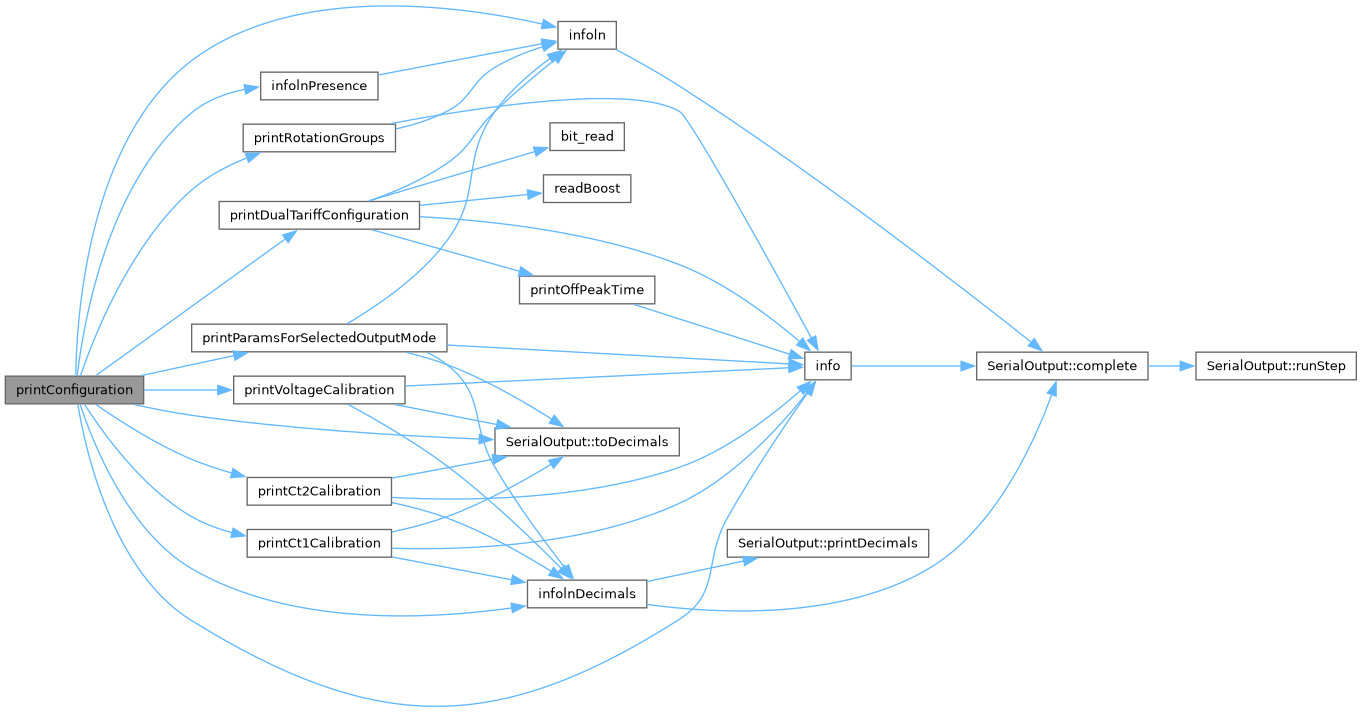 infoln
infolnPresence
printRotationGroups
bit_read
readBoost
printDualTariffConfiguration
printOffPeakTime
printParamsForSelectedOutputMode
info
SerialOutput::complete
SerialOutput::runStep
printConfiguration
printVoltageCalibration
SerialOutput::toDecimals
printCt2Calibration
printCt1Calibration
SerialOutput::printDecimals
infolnDecimals